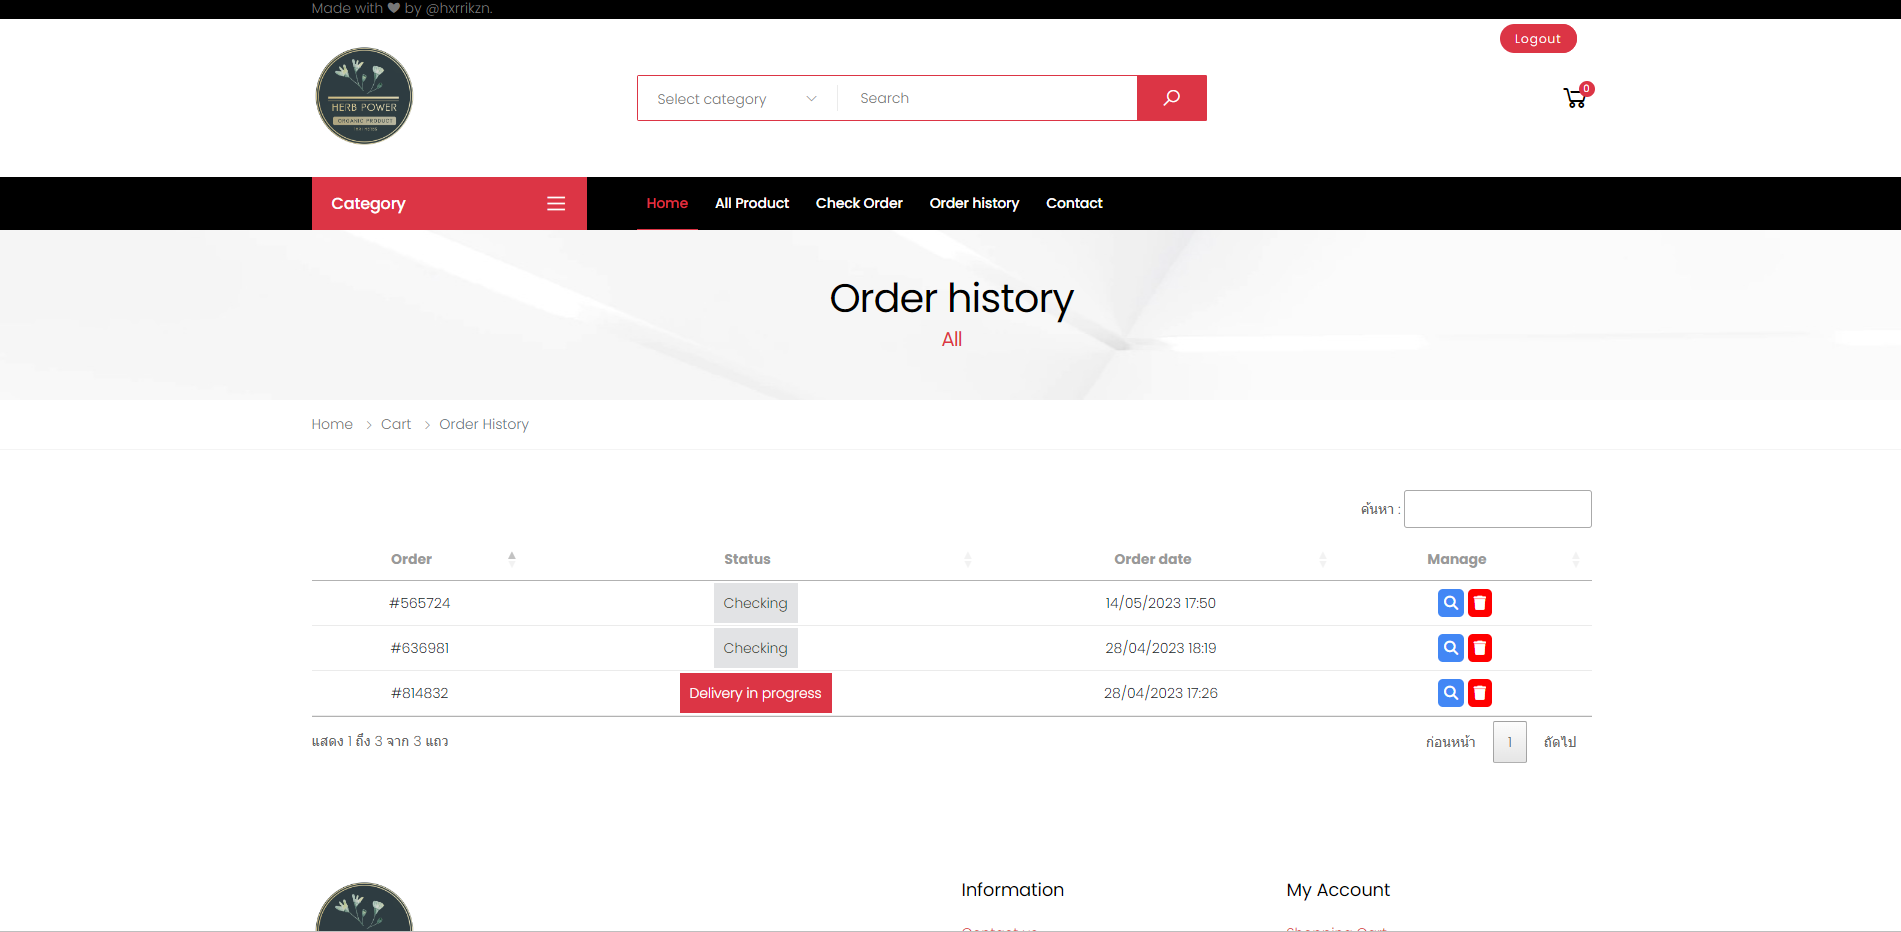 Made with ♥ by @hxrrikzn.
Logout
HERB POWER
ORGANIC PRODUCT
Select category
Search
0
Category
Home
All Product
Check Order
Order history
Contact
Order history
All
Home > Cart > Order History
ค้นหา :
Order Status Order date Manage
#565724 Checking 14/05/2023 17:50
#636981 Checking 28/04/2023 18:19
#814832 Delivery in progress 28/04/2023 17:26
แสดง 1 ถึง 3 จาก 3 แถว
ก่อนหน้า 1 ถัดไป
Information
My Account
Contact us
Shopping Cart